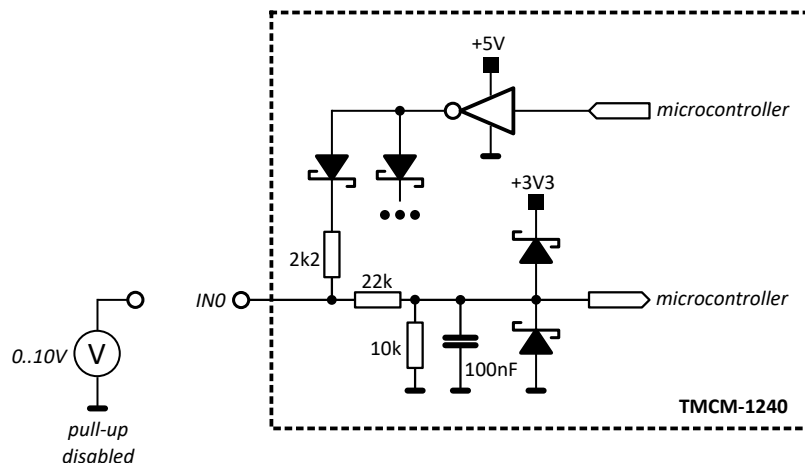 +5V
microcontroller
+3V3
2k2
22k
IN0
microcontroller
0..10V
V
10k
100nF
TMCM-1240
pull-up
disabled